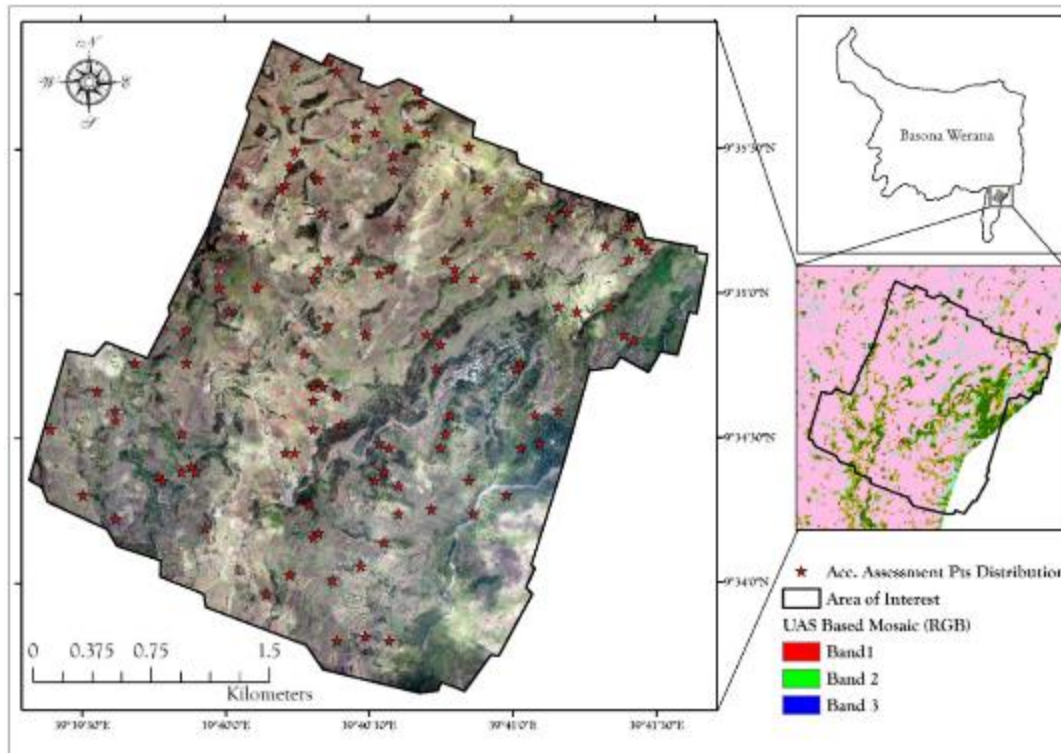 N
W E
S
Basona Werana
9°35'30"N
9°35'0"N
9°34'30"N
9°34'0"N
Acc. Assessment Pts Distribution
Area of Interest
UAS Based Mosaic (RGB)
Band1
Band 2
Band 3
0 0.375 0.75 1.5
Kilometers
39°39'30"E 39°40'0"E 39°40'30"E 39°41'0"E 39°41'30"E